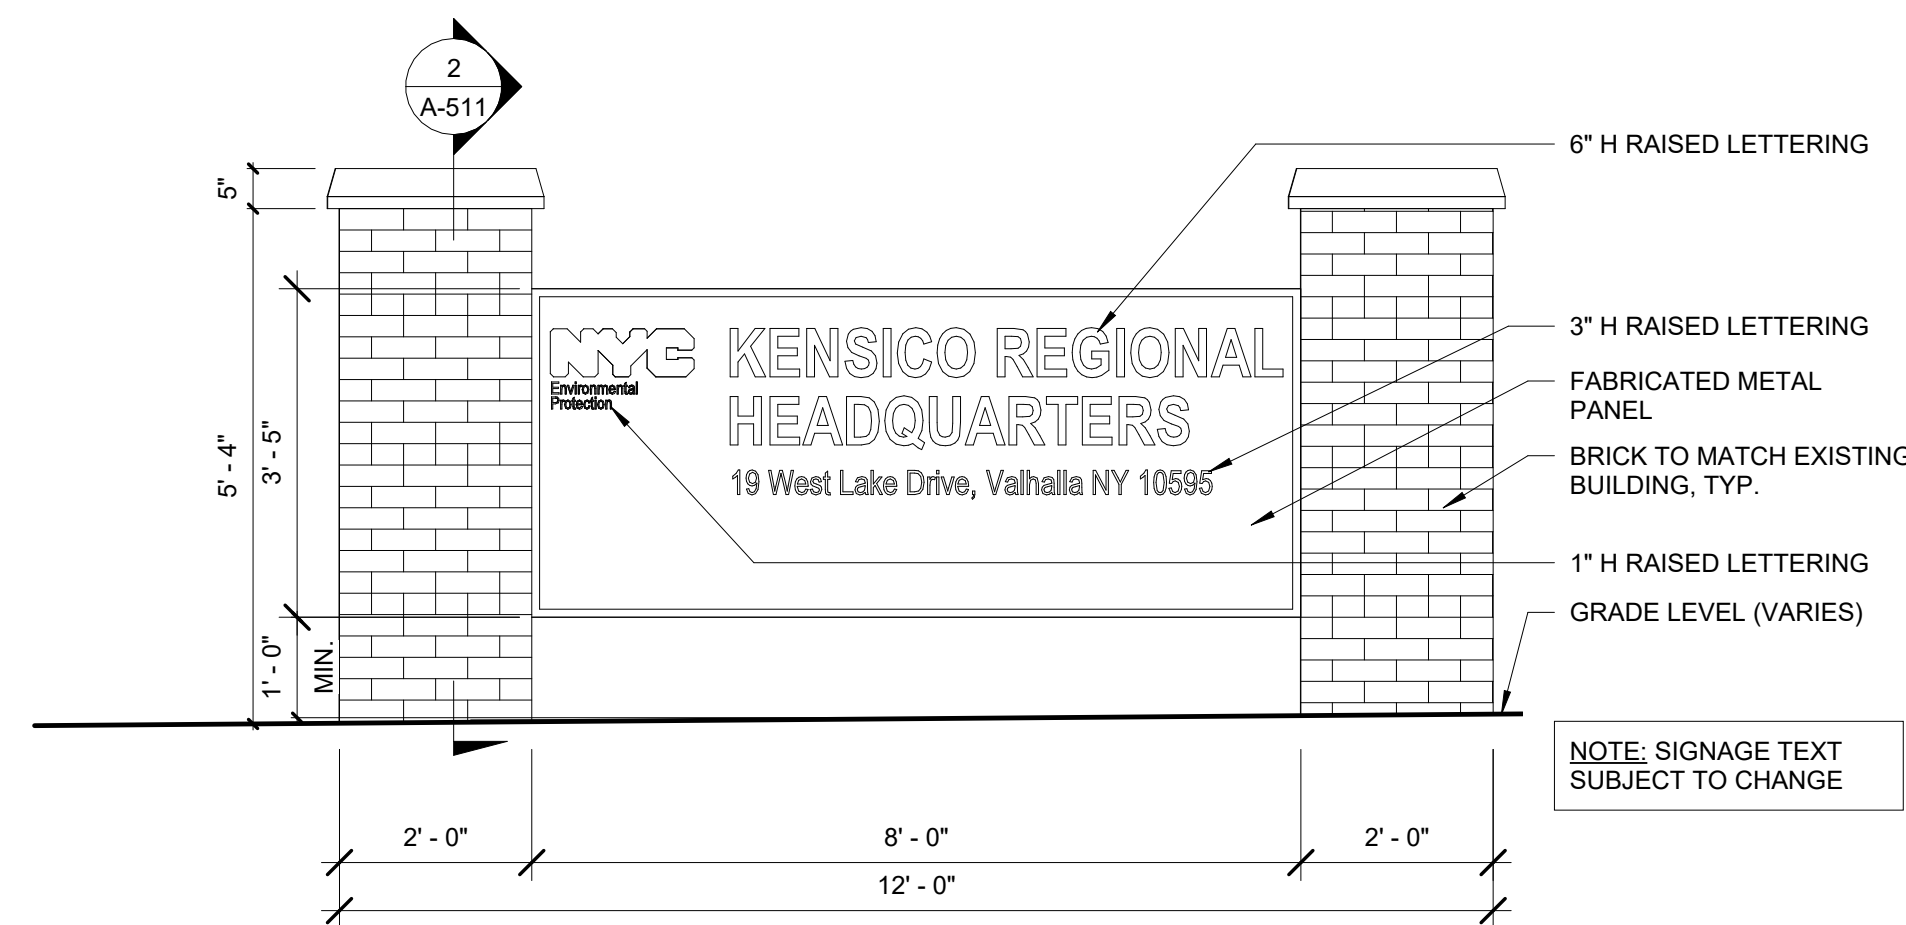 2
A-511
6" H RAISED LETTERING
5"
3" H RAISED LETTERING
NYC
Environmental
Protection
KENSICO REGIONAL
HEADQUARTERS
19 West Lake Drive, Valhalla NY 10595
FABRICATED METAL
PANEL
5' - 4"
3' - 5"
BRICK TO MATCH EXISTING
BUILDING, TYP.
1" H RAISED LETTERING
1' - 0"
MIN.
GRADE LEVEL (VARIES)
NOTE: SIGNAGE TEXT
SUBJECT TO CHANGE
2' - 0"
8' - 0"
2' - 0"
12' - 0"